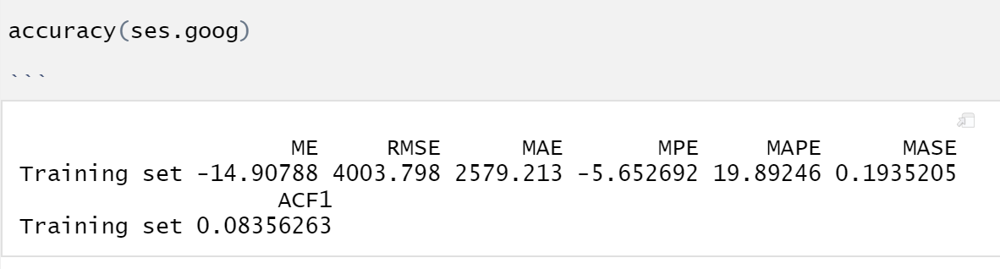 accuracy(ses.goog)
```
ME RMSE MAE MPE MAPE MASE
Training set -14.90788 4003.798 2579.213 -5.652692 19.89246 0.1935205
ACF1
Training set 0.08356263